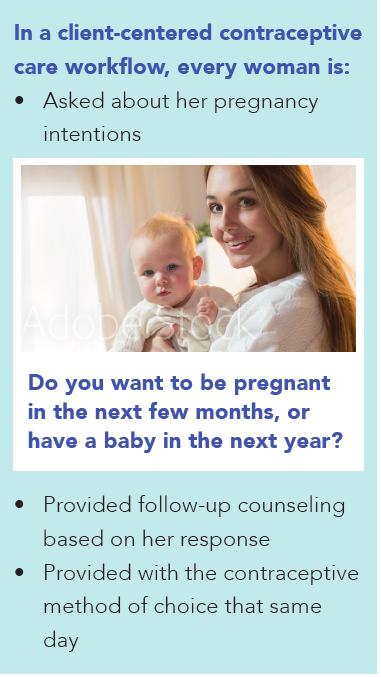 In a client-centered contraceptive
care workflow, every woman is:
• Asked about her pregnancy
intentions
Adobe Stock
Do you want to be pregnant
in the next few months, or
have a baby in the next year?
• Provided follow-up counseling
based on her response
• Provided with the contraceptive
method of choice that same
day